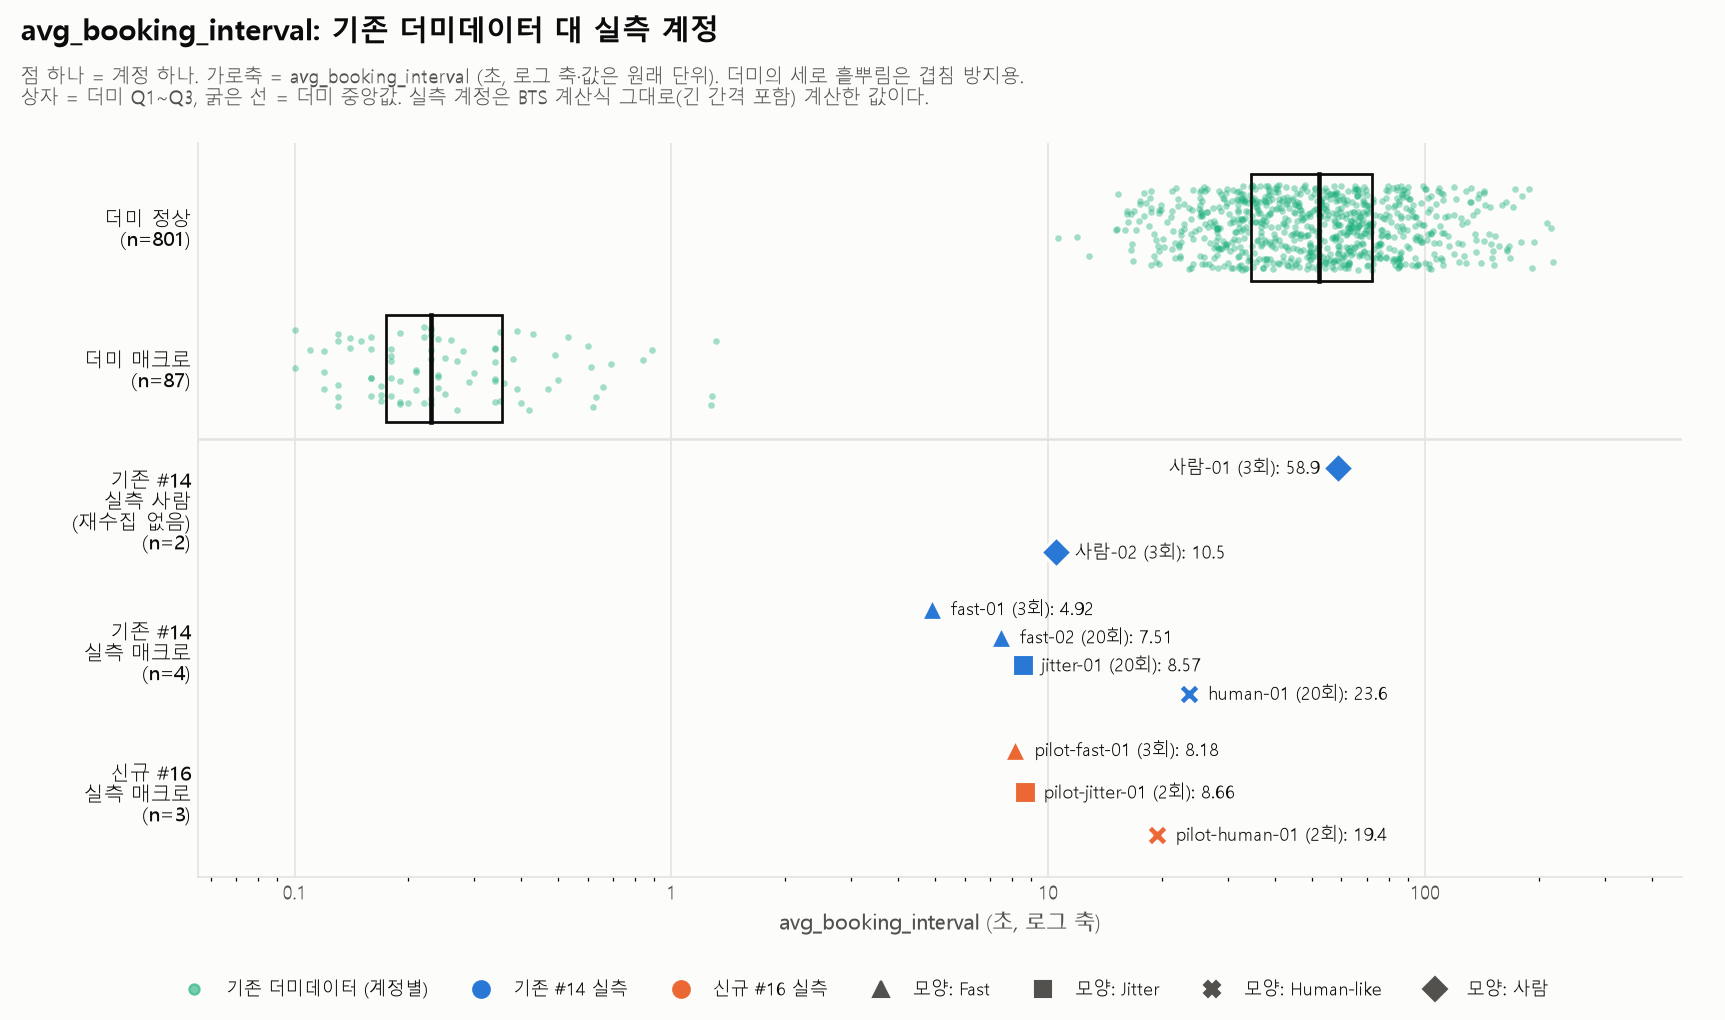 avg_booking_interval: 기존 더미데이터 대 실측 계정
점 하나 = 계정 하나. 가로축 = avg_booking_interval (초, 로그 축·값은 원래 단위). 더미의 세로 흩뿌림은 겹침 방지용.
상자 = 더미 Q1~Q3, 굵은 선 = 더미 중앙값. 실측 계정은 BTS 계산식 그대로(긴 간격 포함) 계산한 값이다.
더미 정상
(n=801)
더미 매크로
(n=87)
기존 #14
실측 사람
(재수집 없음)
(n=2)
사람-01 (3회): 58.9
사람-02 (3회): 10.5
기존 #14
실측 매크로
(n=4)
fast-01 (3회): 4.92
fast-02 (20회): 7.51
jitter-01 (20회): 8.57
human-01 (20회): 23.6
신규 #16
실측 매크로
(n=3)
pilot-fast-01 (3회): 8.18
pilot-jitter-01 (2회): 8.66
pilot-human-01 (2회): 19.4
0.1 1 10 100
avg_booking_interval (초, 로그 축)
기존 더미데이터 (계정별) 기존 #14 실측 신규 #16 실측 모양: Fast 모양: Jitter 모양: Human-like 모양: 사람